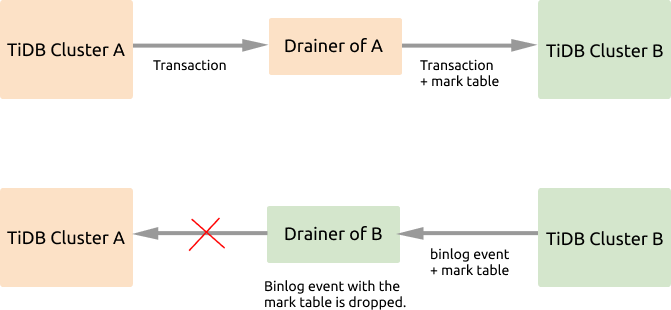 TiDB Cluster A
Drainer of A
TiDB Cluster B
Transaction
Transaction
+ mark table
TiDB Cluster A
Drainer of B
TiDB Cluster B
binlog event
+ mark table
Binlog event with the
mark table is dropped.